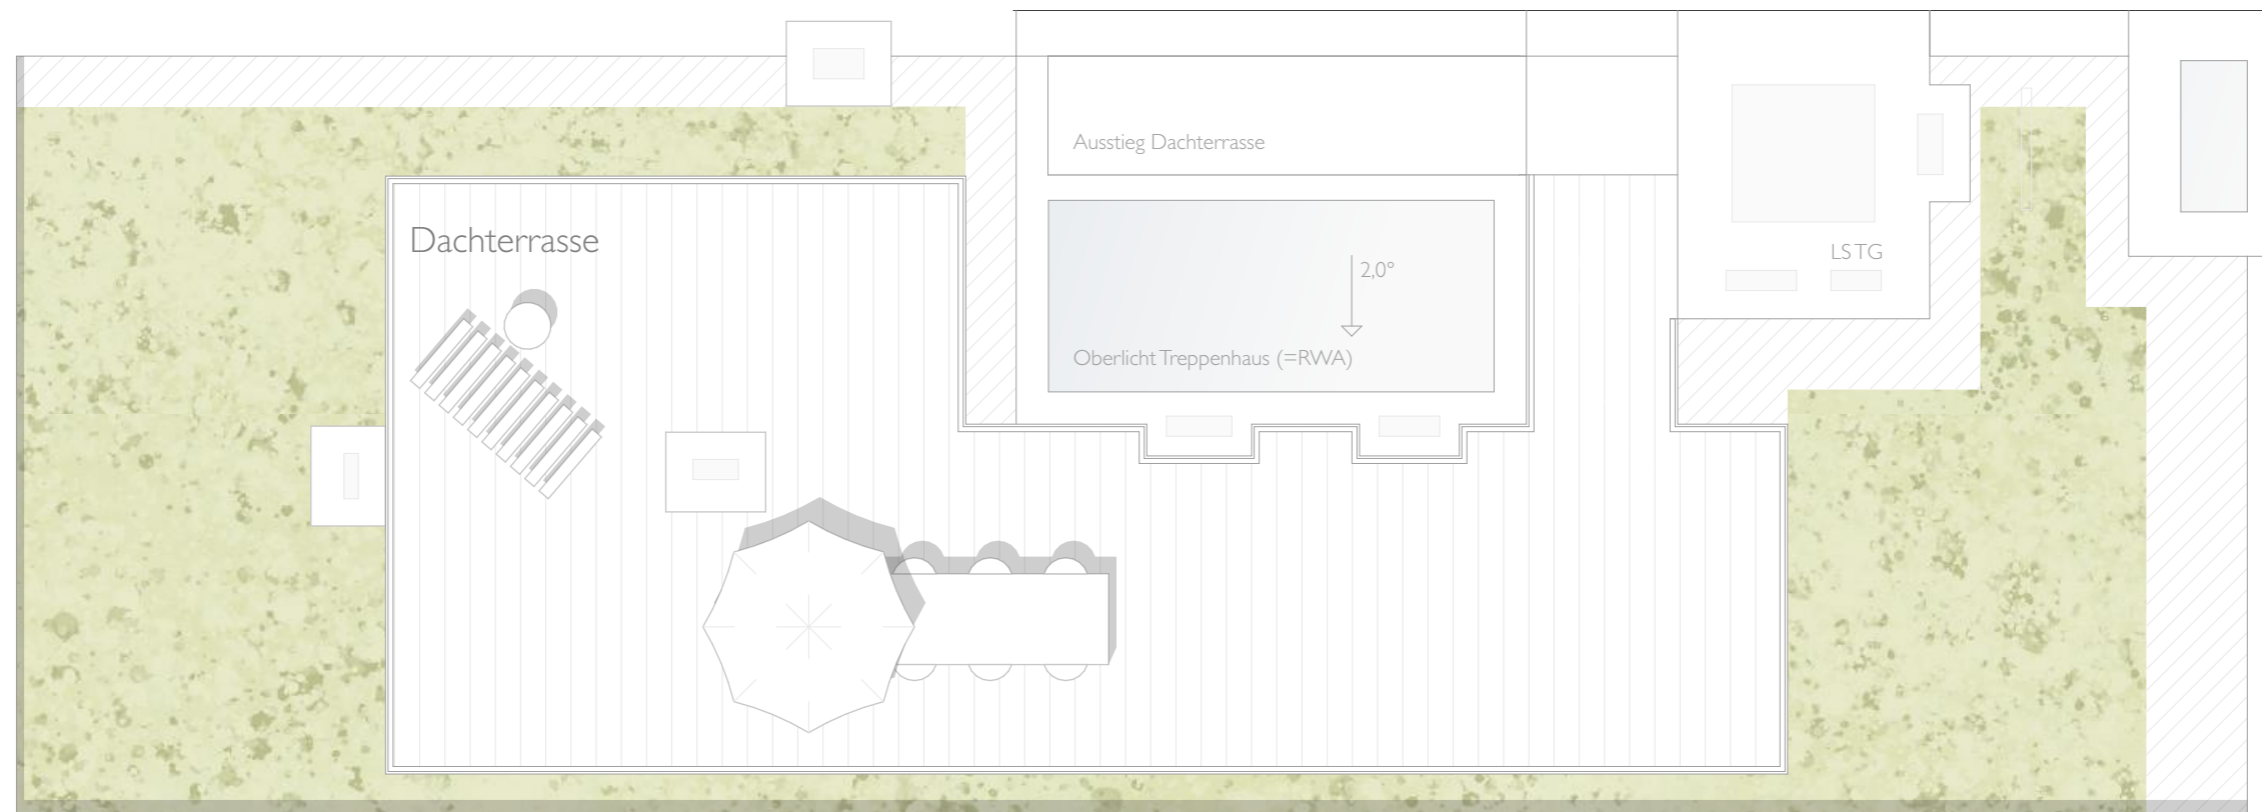 Ausstieg Dachterrasse
Dachterrasse
LSTG
2,0°
Oberlicht Treppenhaus (=RWA)